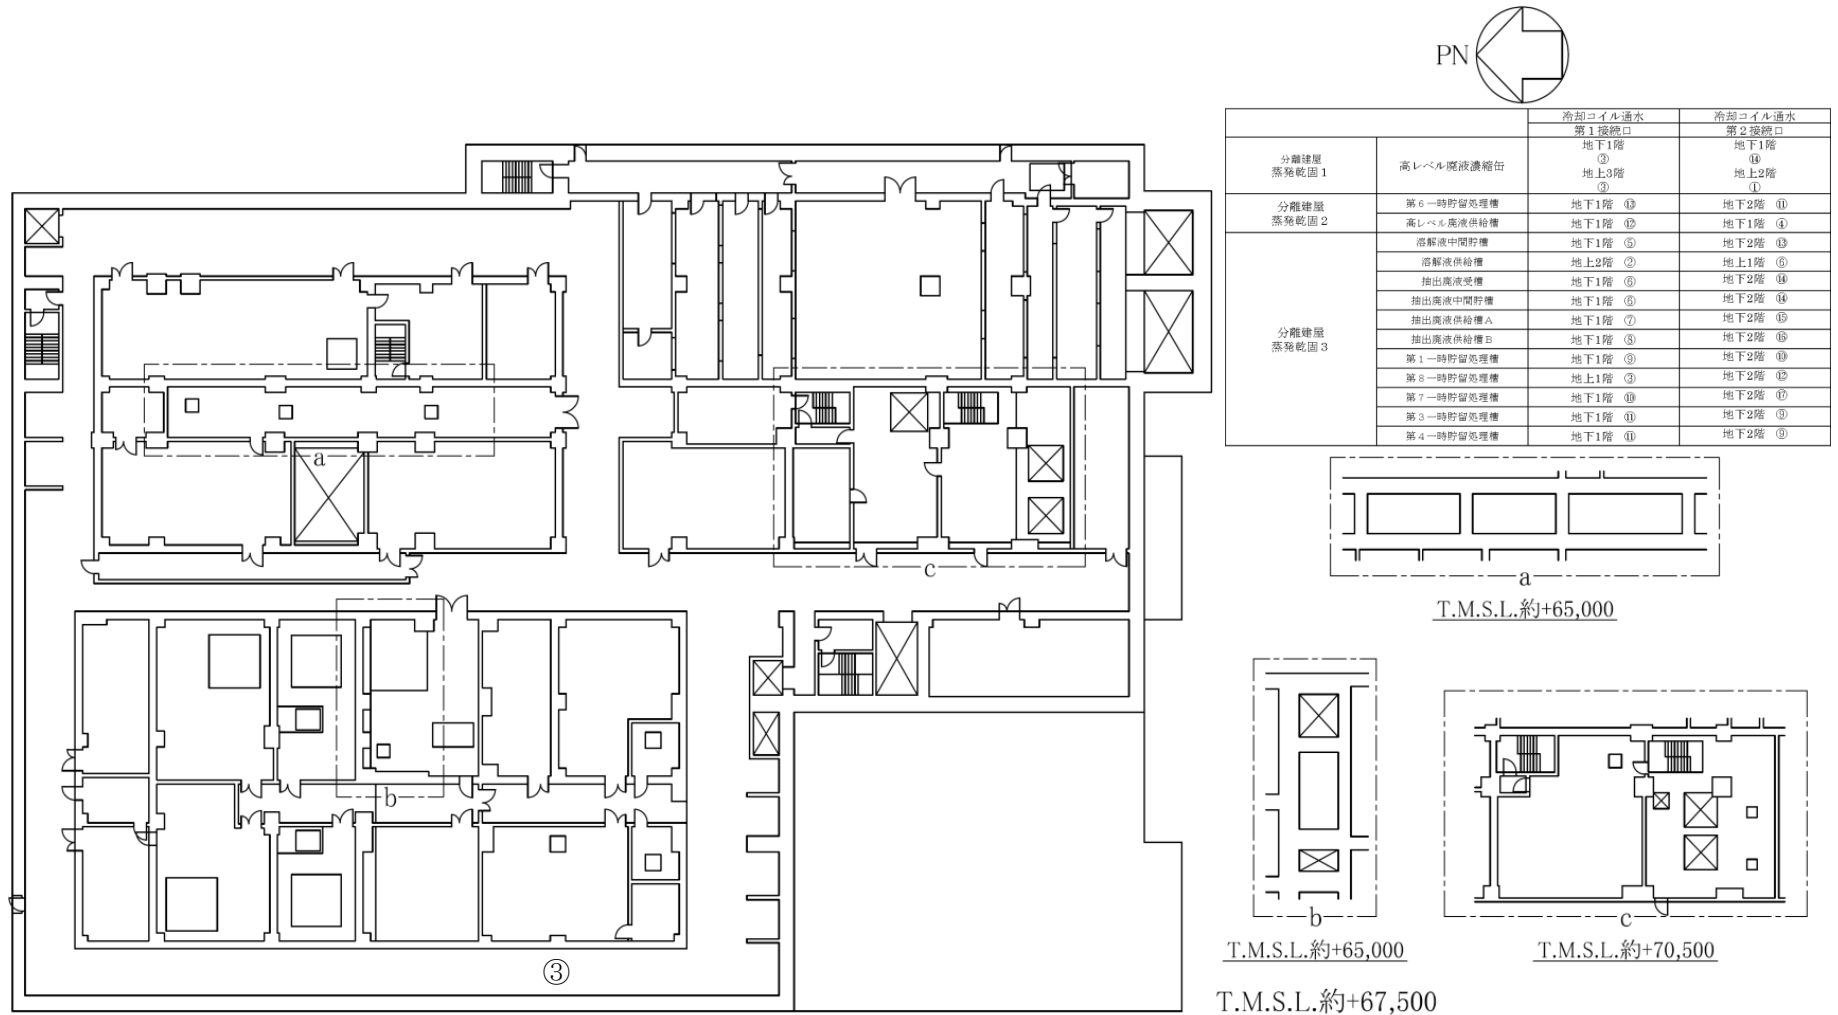 PN
冷却コイル通水 冷却コイル通水
第1接続口 第2接続口
分離建屋 蒸発乾固1 高レベル廃液濃縮缶 地下1階 ③ 地上3階 ③ 地下1階 ⑭ 地上2階 ①
分離建屋 蒸発乾固2 第6一時貯留処理槽 地下1階 ⑬ 地下2階 ⑪
高レベル廃液供給槽 地下1階 ⑫ 地下1階 ④
分離建屋 蒸発乾固3 溶解液中間貯槽 地下1階 ⑤ 地下2階 ⑬
溶解液供給槽 地上2階 ② 地上1階 ⑥
抽出廃液受槽 地下1階 ⑥ 地下2階 ⑭
抽出廃液中間貯槽 地下1階 ⑥ 地下2階 ⑭
抽出廃液供給槽A 地下1階 ⑦ 地下2階 ⑮
抽出廃液供給槽B 地下1階 ⑧ 地下2階 ⑯
第1一時貯留処理槽 地下1階 ⑨ 地下2階 ⑩
第8一時貯留処理槽 地上1階 ③ 地下2階 ⑫
第7一時貯留処理槽 地下1階 ⑩ 地下2階 ⑰
第3一時貯留処理槽 地下1階 ⑪ 地下2階 ⑨
第4一時貯留処理槽 地下1階 ⑪ 地下2階 ⑨
a
c
b
③
a
T.M.S.L.約+65,000
b
T.M.S.L.約+65,000
c
T.M.S.L.約+70,500
T.M.S.L.約+67,500